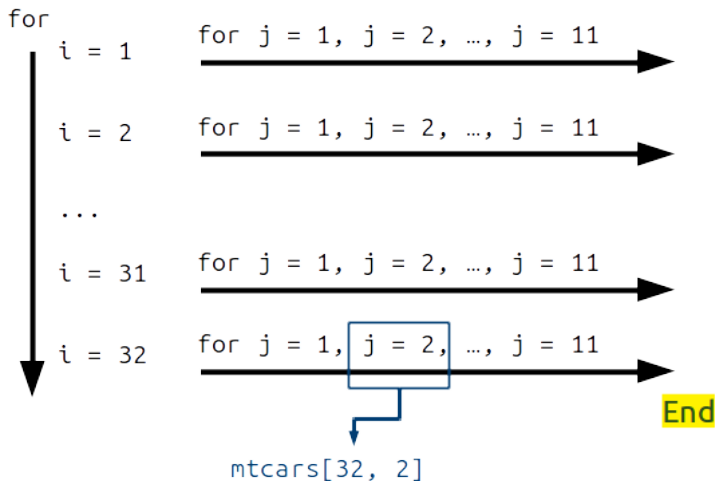 for
i = 1 for j = 1, j = 2, …, j = 11
i = 2 for j = 1, j = 2, …, j = 11
...
i = 31 for j = 1, j = 2, …, j = 11
i = 32 for j = 1, j = 2, …, j = 11
End
mtcars[32, 2]